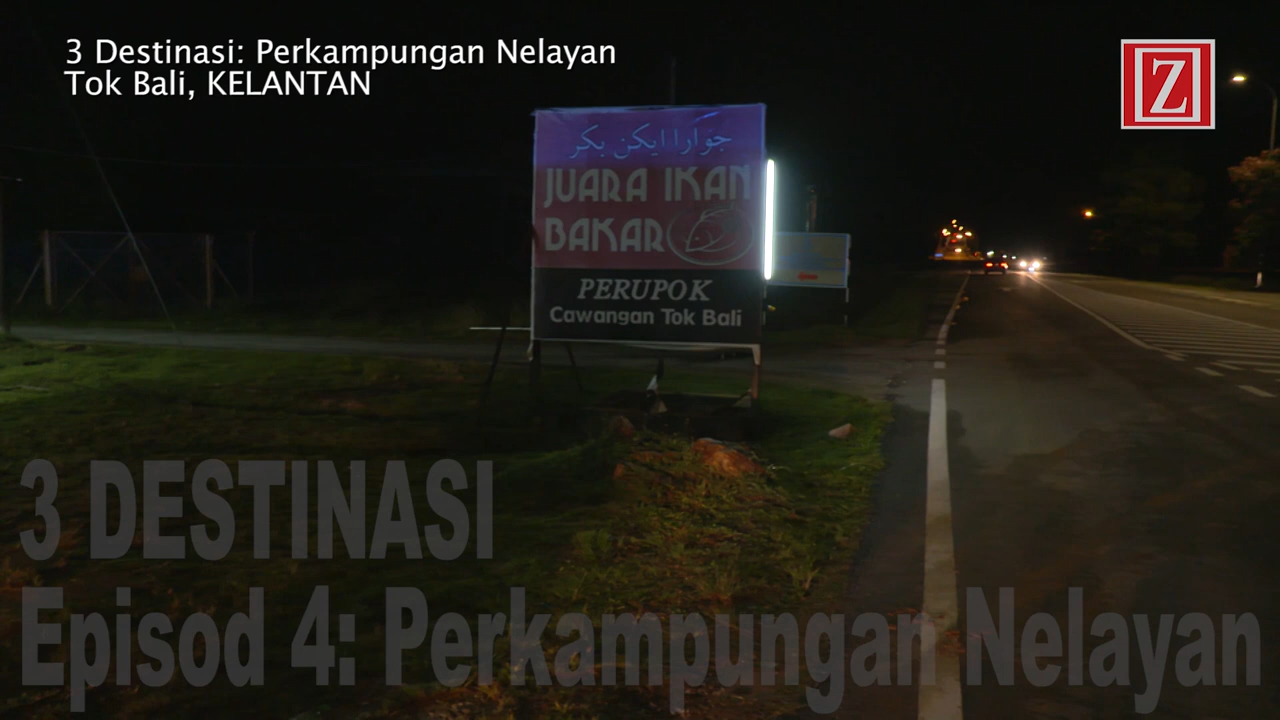 3 Destinasi: Perkampungan Nelayan
Tok Bali, KELANTAN
Z
جوارا ايكن بكر
JUARA IKAN
BAKAR
PERUPOK
Cawangan Tok Bali
3 DESTINASI
Episod 4: Perkampungan Nelayan